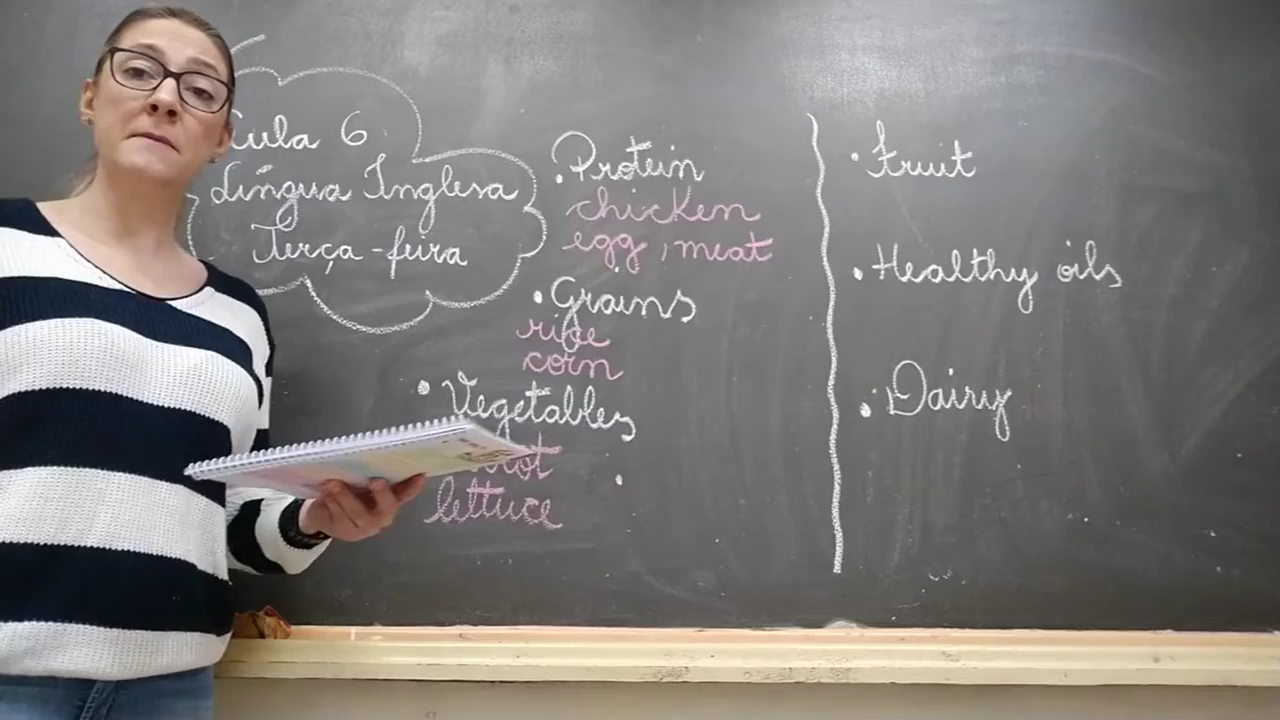 Aula 6
Língua Inglesa
Terça-feira
• Protein
chicken
egg, meat
• Grains
rice
corn
• Vegetables
lettuce
• Fruit
• Healthy oils
• Dairy